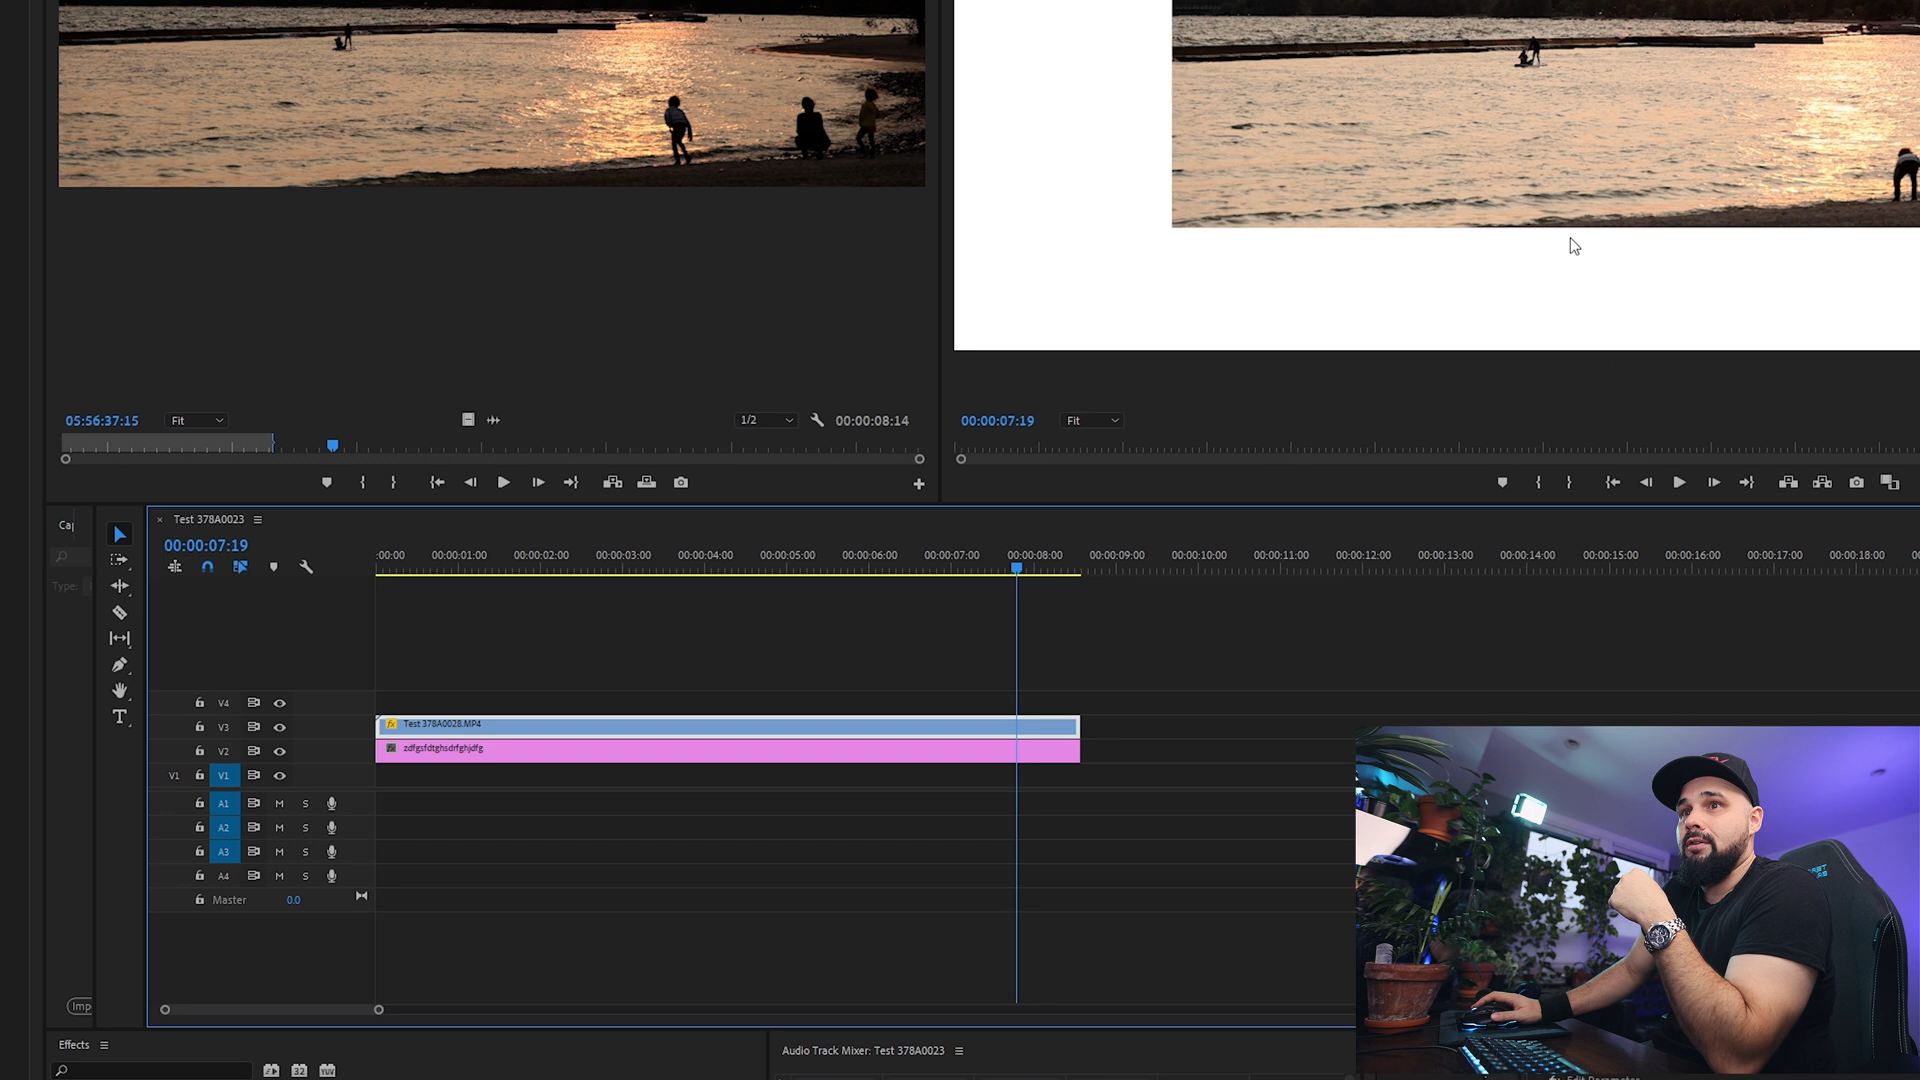 05:56:37:15 Fit 1/2 00:00:08:14
00:00:07:19 Fit
Test 378A0023
00:00:07:19
:00:00 00:00:01:00 00:00:02:00 00:00:03:00 00:00:04:00 00:00:05:00 00:00:06:00 00:00:07:00 00:00:08:00 00:00:09:00 00:00:10:00 00:00:11:00 00:00:12:00 00:00:13:00 00:00:14:00 00:00:15:00 00:00:16:00 00:00:17:00 00:00:18:00
Type:
V4
V3
fx Test 378A0028.MP4
V2
fx zdfgsfdtghsdrfghjdfg
V1 V1
A1 M S
A2 M S
A3 M S
A4 M S
Master 0.0
Effects
32 YUV
Audio Track Mixer: Test 378A0023